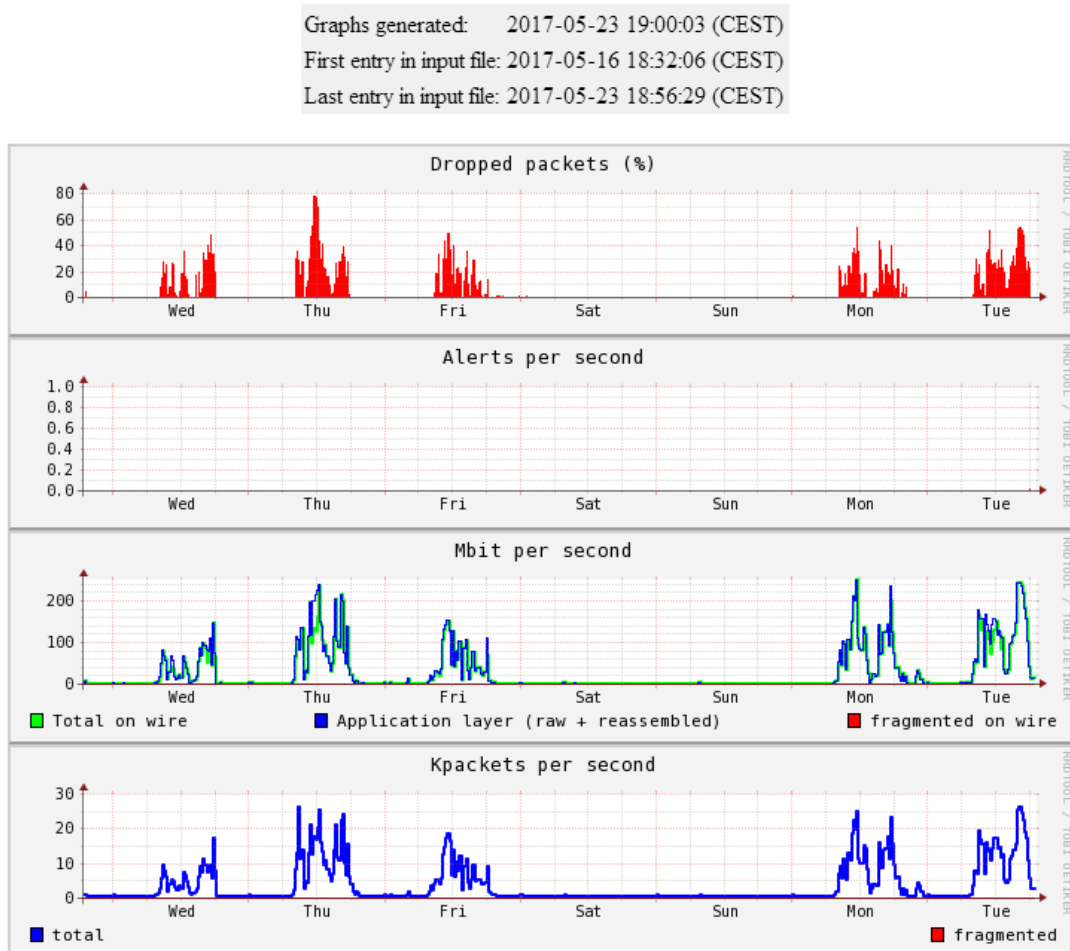 Graphs generated: 2017-05-23 19:00:03 (CEST)
First entry in input file: 2017-05-16 18:32:06 (CEST)
Last entry in input file: 2017-05-23 18:56:29 (CEST)
Dropped packets (%)
RRDTOOL / TOBI OETIKER
80
60
40
20
0
Wed Thu Fri Sat Sun Mon Tue
Alerts per second
RRDTOOL / TOBI OETIKER
1.0
0.8
0.6
0.4
0.2
0.0
Wed Thu Fri Sat Sun Mon Tue
Mbit per second
RRDTOOL / TOBI OETIKER
200
100
0
Wed Thu Fri Sat Sun Mon Tue
Total on wire Application layer (raw + reassembled) fragmented on wire
Kpackets per second
RRDTOOL / TOBI OETIKER
30
20
10
0
Wed Thu Fri Sat Sun Mon Tue
total fragmented